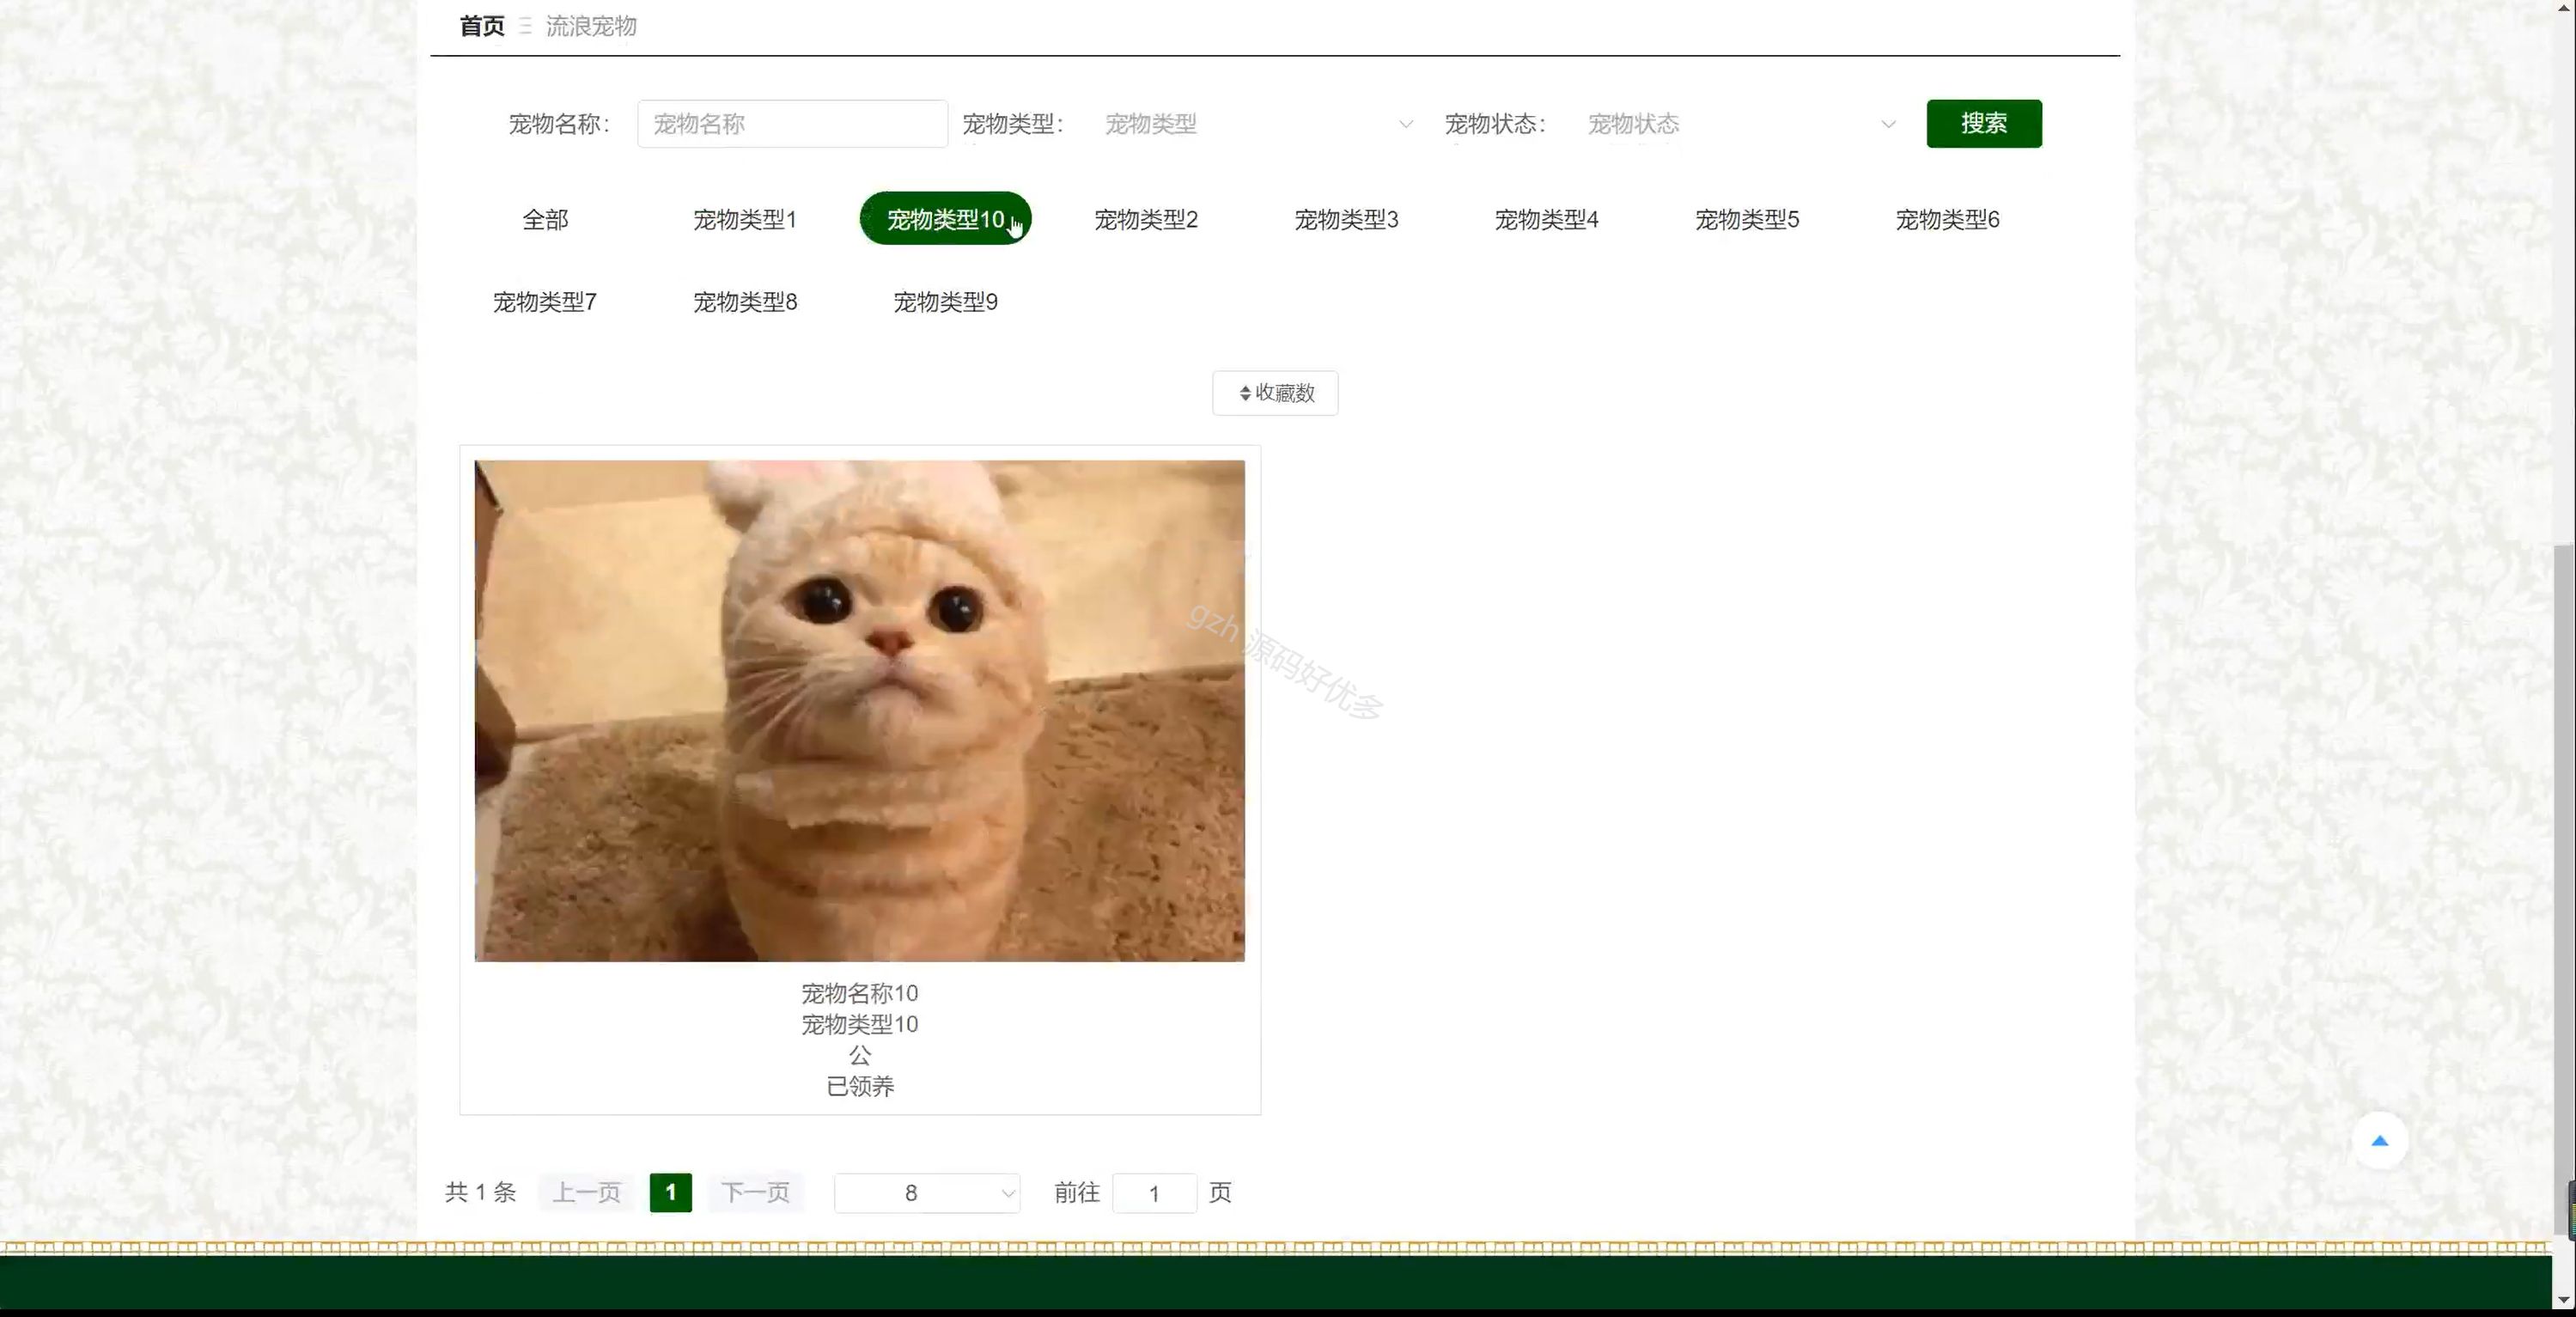 首页 流浪宠物
宠物名称: 宠物名称 宠物类型: 宠物类型 宠物状态: 宠物状态 搜索
全部 宠物类型1 宠物类型10 宠物类型2 宠物类型3 宠物类型4 宠物类型5 宠物类型6
宠物类型7 宠物类型8 宠物类型9
收藏数
gzh 源码好优多
宠物名称10
宠物类型10
公
已领养
共 1 条 上一页 1 下一页 8 前往 1 页